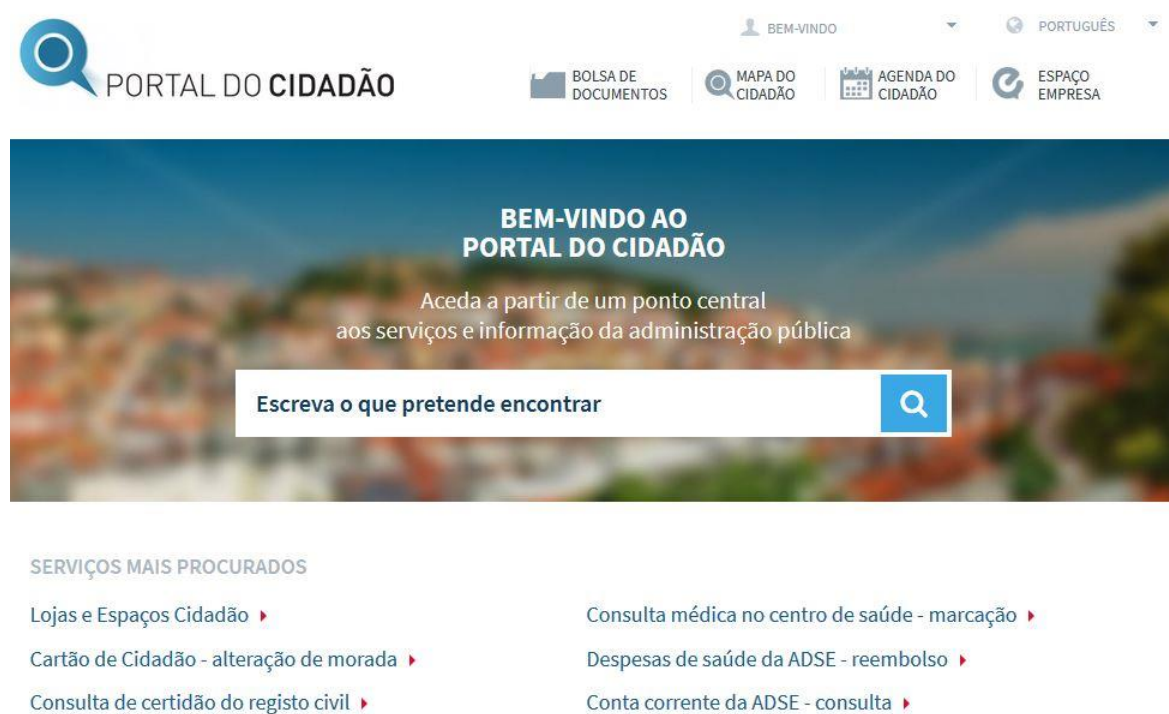 BEM-VINDO
PORTUGUÊS
PORTAL DO CIDADÃO
BOLSA DE
DOCUMENTOS
MAPA DO
CIDADÃO
AGENDA DO
CIDADÃO
ESPAÇO
EMPRESA
BEM-VINDO AO
PORTAL DO CIDADÃO
Aceda a partir de um ponto central
aos serviços e informação da administração pública
Escreva o que pretende encontrar
SERVIÇOS MAIS PROCURADOS
Lojas e Espaços Cidadão
Consulta médica no centro de saúde - marcação
Cartão de Cidadão - alteração de morada
Despesas de saúde da ADSE - reembolso
Consulta de certidão do registo civil
Conta corrente da ADSE - consulta